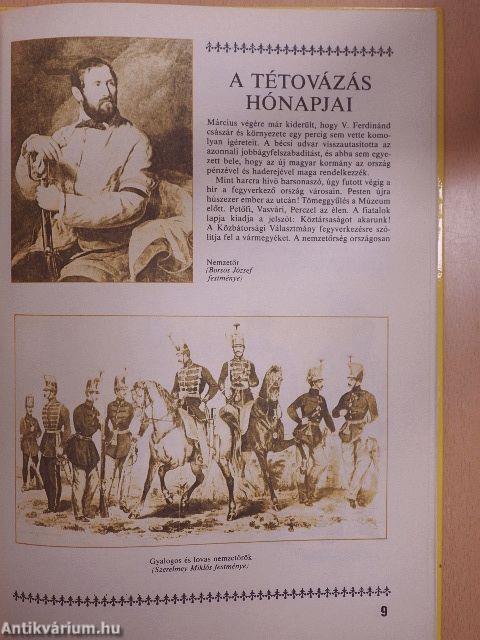 A TÉTOVÁZÁS
HÓNAPJAI
Március végére már kiderült, hogy V. Ferdinánd
császár és környezete egy percig sem vette komo-
lyan ígéreteit. A bécsi udvar visszautasította az
azonnali jobbágyfelszabadítást, és abba sem egye-
zett bele, hogy az új magyar kormány az ország
pénzével és haderejével maga rendelkezzék.
Mint harcra hívó harsonaszó, úgy futott végig a
hír a fegyverkező ország városain. Pesten újra
húszezer ember az utcán! Tömeggyűlés a Múzeum
előtt. Petőfi, Vasvári, Perczel az élen. A fiatalok
lapja kiadja a jelszót: Köztársaságot akarunk!
A Közbátorsági Választmány fegyverkezésre szó-
lítja fel a vármegyéket. A nemzetőrség országosan
Nemzetőr
(Borsos József
festménye)
Gyalogos és lovas nemzetőrök
(Szerelmey Miklós festménye)
9
Antikvárium.hu